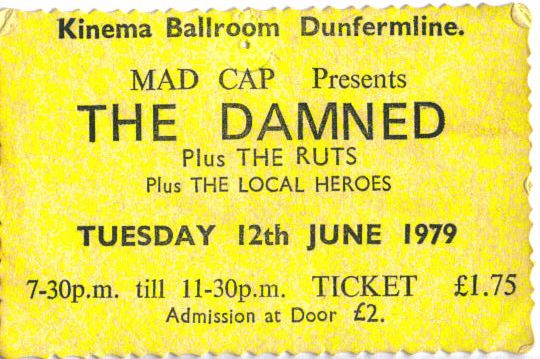 Kinema Ballroom Dunfermline.
MAD CAP Presents
THE DAMNED
Plus THE RUTS
Plus THE LOCAL HEROES
TUESDAY 12th JUNE 1979
7-30p.m. till 11-30p.m. TICKET £1.75
Admission at Door £2.